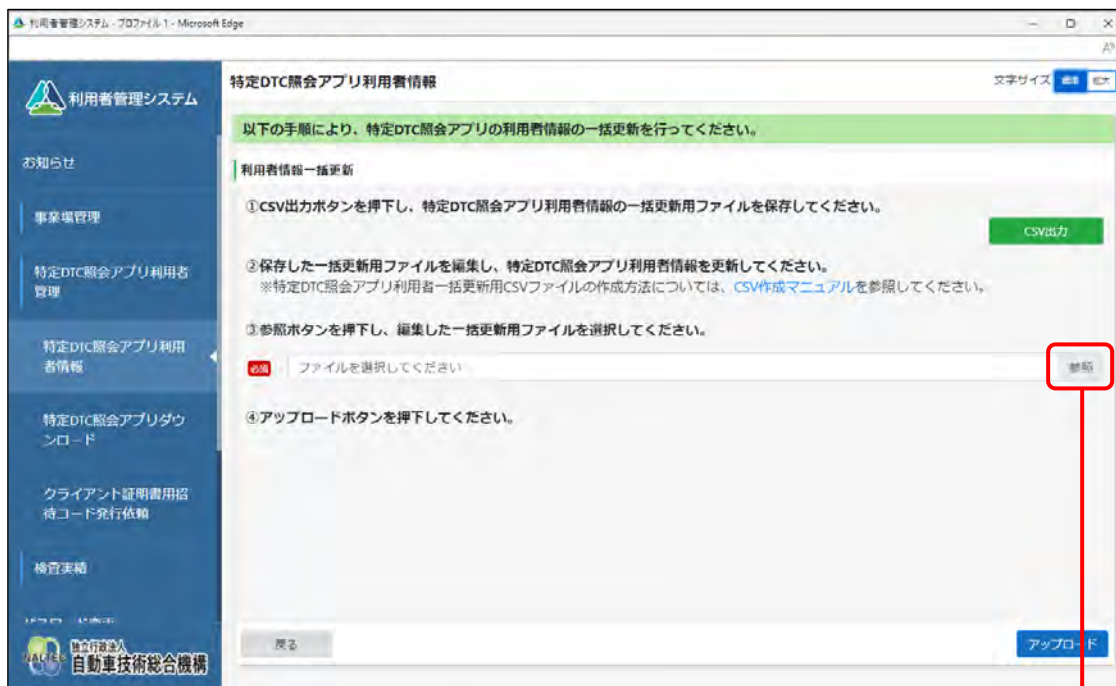 利用者管理システム - プロファイル 1 - Microsoft Edge
利用者管理システム
特定DTC照会アプリ利用者情報
文字サイズ 標準 拡大
以下の手順により、特定DTC照会アプリの利用者情報の一括更新を行ってください。
お知らせ
利用者情報一括更新
①CSV出力ボタンを押下し、特定DTC照会アプリ利用者情報の一括更新用ファイルを保存してください。
事業場管理
CSV出力
特定DTC照会アプリ利用者
管理
②保存した一括更新用ファイルを編集し、特定DTC照会アプリ利用者情報を更新してください。
※特定DTC照会アプリ利用者一括更新用CSVファイルの作成方法については、CSV作成マニュアルを参照してください。
③参照ボタンを押下し、編集した一括更新用ファイルを選択してください。
特定DTC照会アプリ利用
者情報
必須 ファイルを選択してください 参照
特定DTC照会アプリダウ
ンロード
④アップロードボタンを押下してください。
クライアント証明書用招
待コード発行依頼
検査実績
戻る
アップロード
NALTEC
独立行政法人
自動車技術総合機構